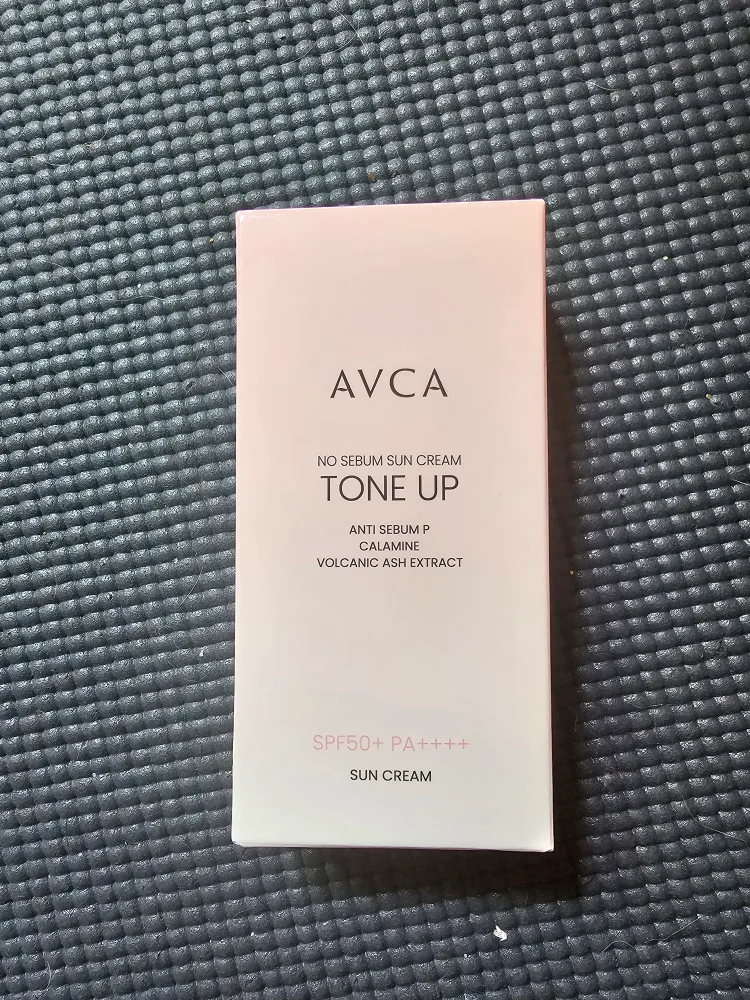 AVCA
NO SEBUM SUN CREAM
TONE UP
ANTI SEBUM P
CALAMINE
VOLCANIC ASH EXTRACT
SPF50+ PA++++
SUN CREAM